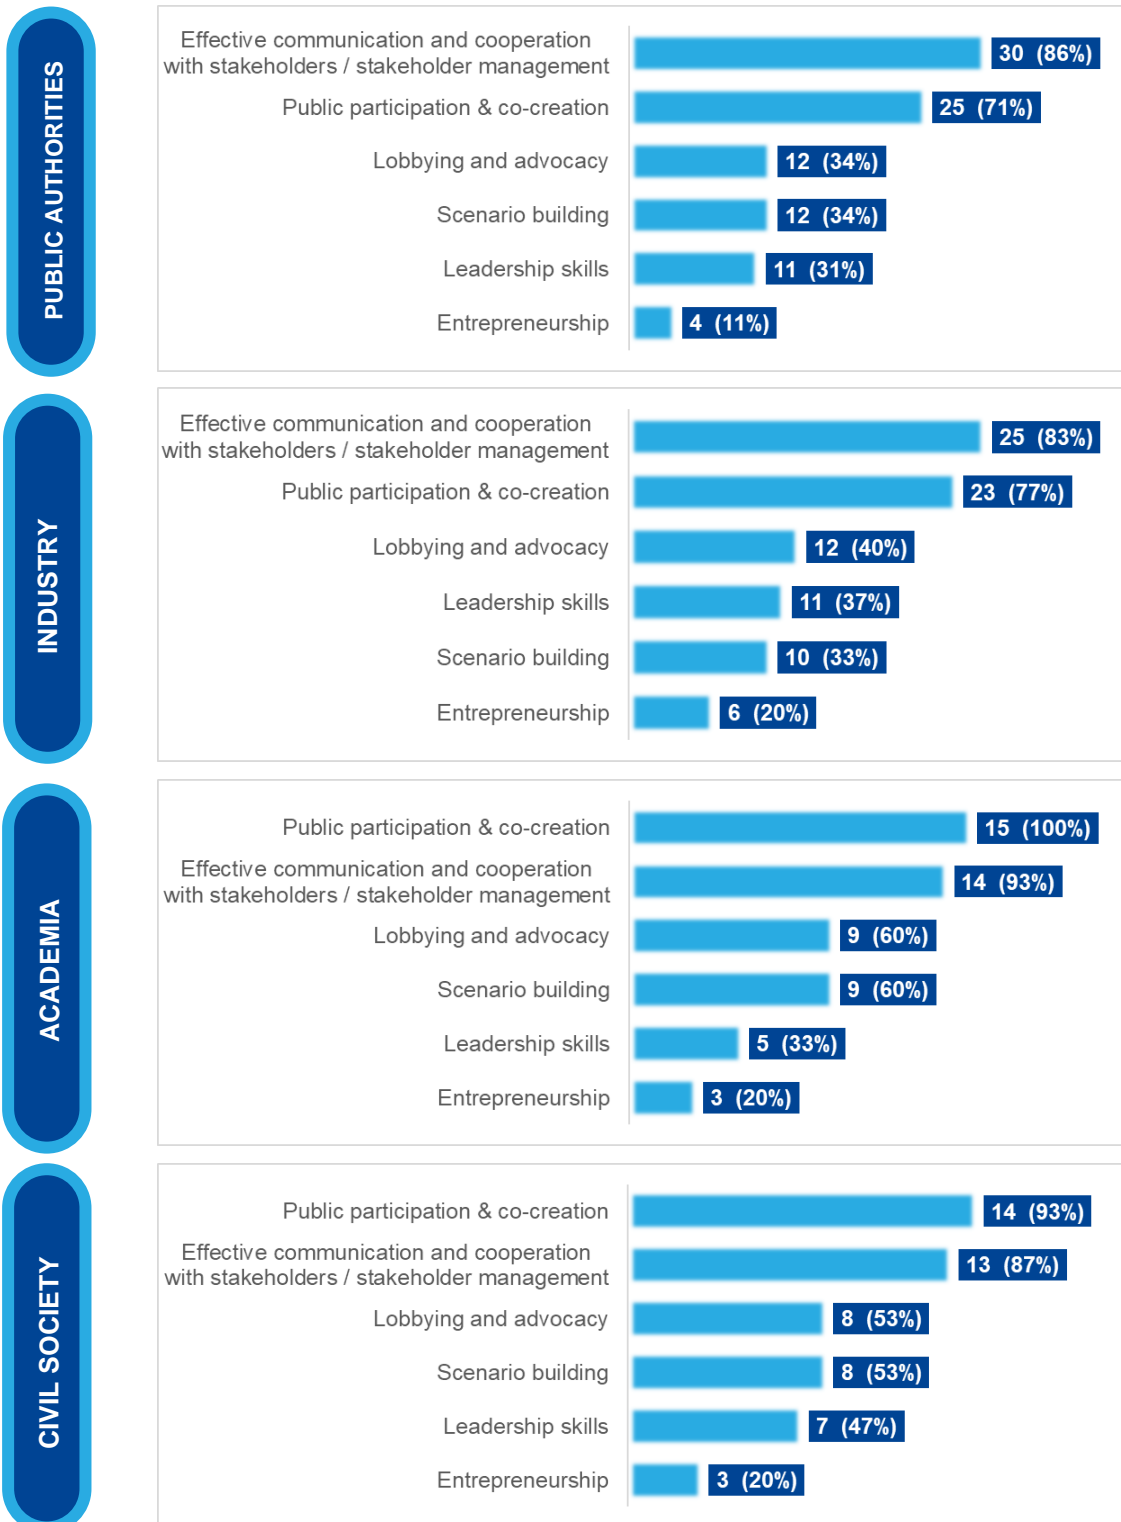 PUBLIC AUTHORITIES
Effective communication and cooperation
with stakeholders / stakeholder management
30 (86%)
Public participation & co-creation
25 (71%)
Lobbying and advocacy
12 (34%)
Scenario building
12 (34%)
Leadership skills
11 (31%)
Entrepreneurship
4 (11%)
INDUSTRY
Effective communication and cooperation
with stakeholders / stakeholder management
25 (83%)
Public participation & co-creation
23 (77%)
Lobbying and advocacy
12 (40%)
Leadership skills
11 (37%)
Scenario building
10 (33%)
Entrepreneurship
6 (20%)
ACADEMIA
Public participation & co-creation
15 (100%)
Effective communication and cooperation
with stakeholders / stakeholder management
14 (93%)
Lobbying and advocacy
9 (60%)
Scenario building
9 (60%)
Leadership skills
5 (33%)
Entrepreneurship
3 (20%)
CIVIL SOCIETY
Public participation & co-creation
14 (93%)
Effective communication and cooperation
with stakeholders / stakeholder management
13 (87%)
Lobbying and advocacy
8 (53%)
Scenario building
8 (53%)
Leadership skills
7 (47%)
Entrepreneurship
3 (20%)